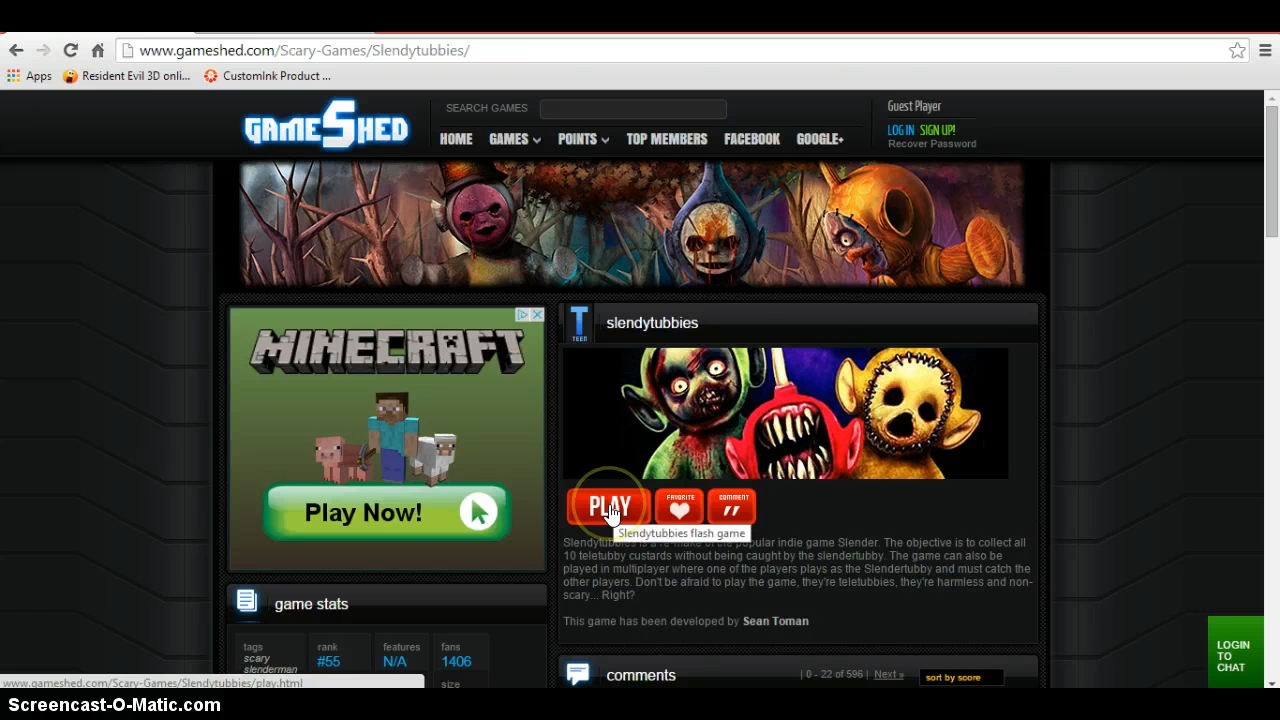 www.gameshed.com/Scary-Games/Slendytubbies/
Apps
Resident Evil 3D onli...
CustomInk Product ...
GAMESHED
SEARCH GAMES
Guest Player
LOG IN SIGN UP!
Recover Password
HOME GAMES POINTS TOP MEMBERS FACEBOOK GOOGLE+
MINECRAFT
Play Now!
T
TEEN
slendytubbies
PLAY
FAVORITE
COMMENT
Slendytubbies flash game
Slendytubbies is a re-make of the popular indie game Slender. The objective is to collect all
10 teletubby custards without being caught by the slendertubby. The game can also be
played in multiplayer where one of the players plays as the Slendertubby and must catch the
other players. Don't be afraid to play the game, they're teletubbies, they're harmless and non-
scary... Right?
This game has been developed by Sean Toman
game stats
tags
scary
slenderman
rank
#55
features
N/A
fans
1406
size
comments
| 0 - 22 of 596 | Next »
sort by score
LOGIN
TO
CHAT
www.gameshed.com/Scary-Games/Slendytubbies/play.html
Screencast-O-Matic.com